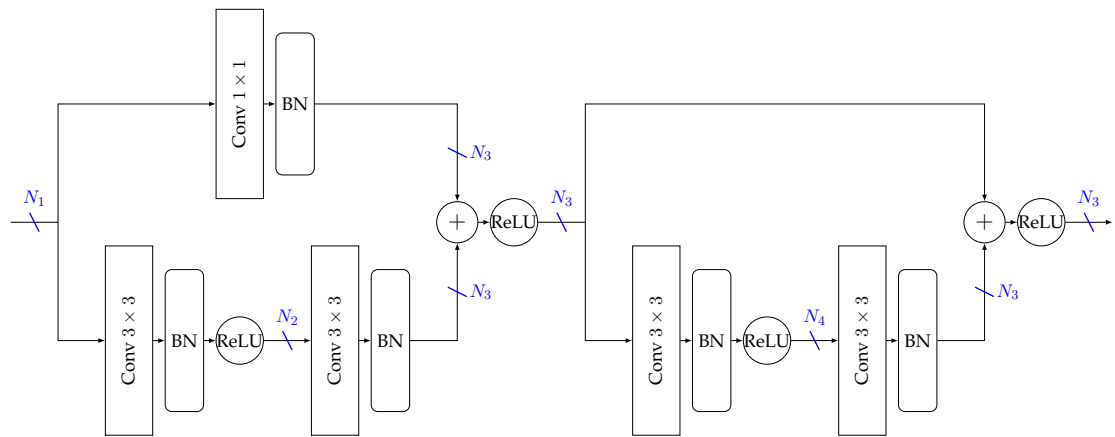 Conv 1 × 1
BN
N₃
N₁
+
ReLU
N₃
N₃
Conv 3 × 3
BN
ReLU
N₂
Conv 3 × 3
BN
+
ReLU
N₃
N₃
Conv 3 × 3
BN
ReLU
N₄
Conv 3 × 3
BN